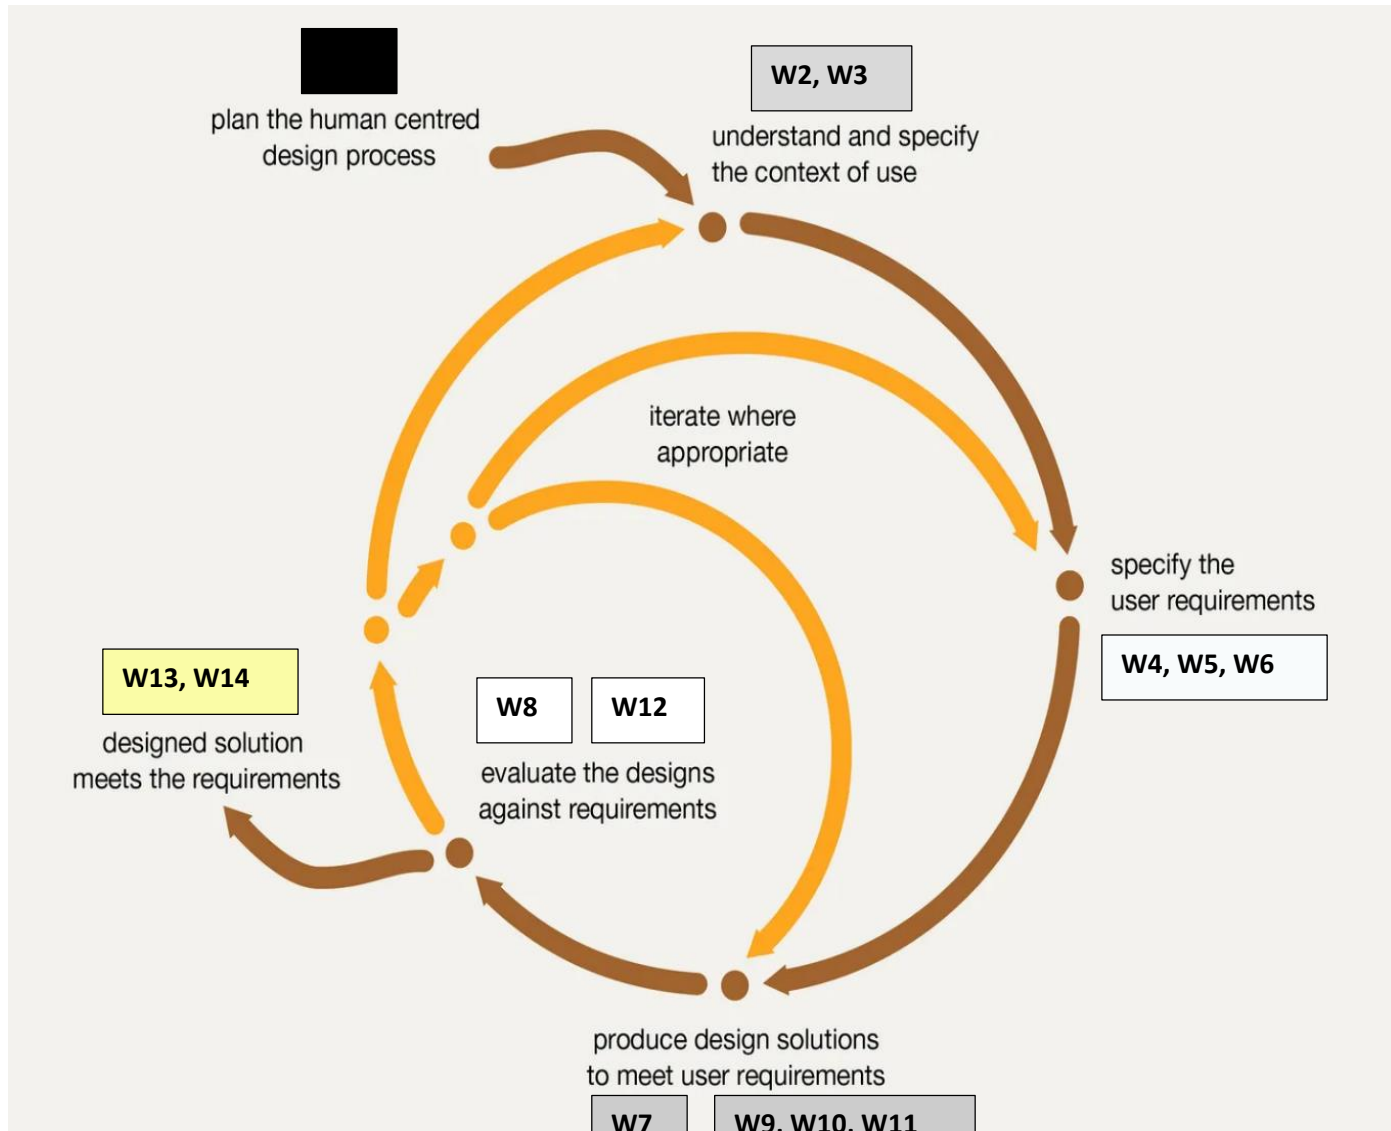 plan the human centred
design process
W2, W3
understand and specify
the context of use
iterate where
appropriate
specify the
user requirements
W4, W5, W6
W13, W14
designed solution
meets the requirements
W8
W12
evaluate the designs
against requirements
produce design solutions
to meet user requirements
W7
W9, W10, W11